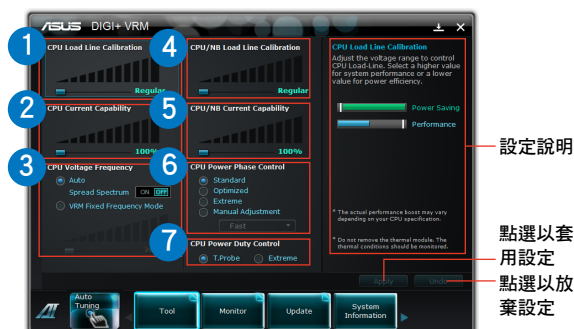 ASUS DIGI+ VRM
1
CPU Load Line Calibration
Regular
2
CPU Current Capability
100%
3
CPU Voltage Frequency
Auto
Spread Spectrum ON OFF
VRM Fixed Frequency Mode
4
CPU/NB Load Line Calibration
Regular
5
CPU/NB Current Capability
100%
6
CPU Power Phase Control
Standard
Optimized
Extreme
Manual Adjustment
Fast
7
CPU Power Duty Control
T.Probe Extreme
CPU Load Line Calibration
Adjust the voltage range to control
CPU Load-Line. Select a higher value
for system performance or a lower
value for power efficiency.
Power Saving
Performance
* The actual performance boost may vary
depending on your CPU specification.
* Do not remove the thermal module. The
thermal conditions should be monitored.
Apply Undo
Auto
Tuning
Tool
Monitor
Update
System
Information
設定說明
點選以套
用設定
點選以放
棄設定